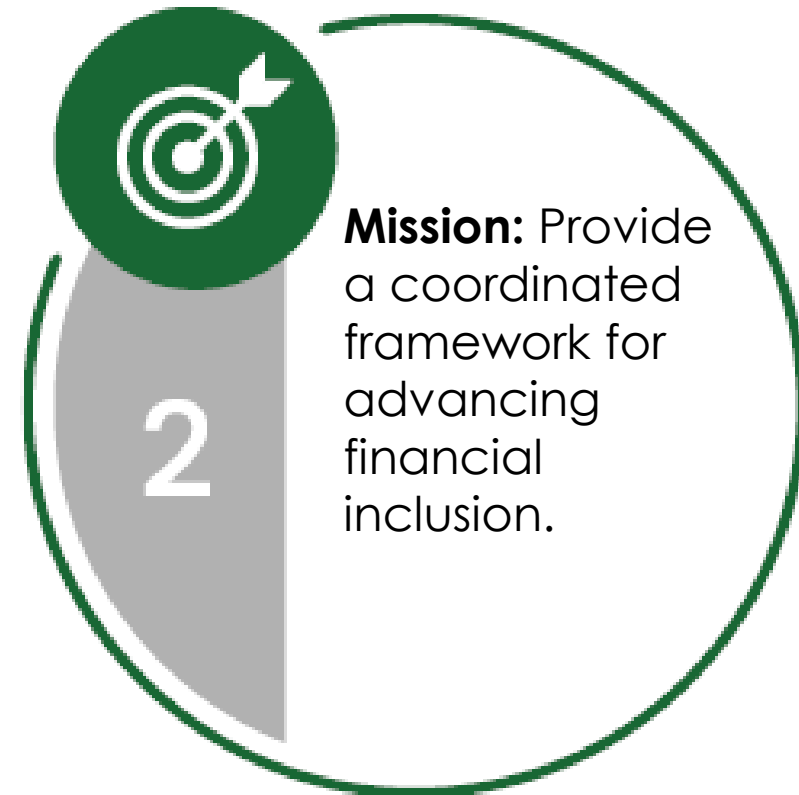 2
Mission: Provide
a coordinated
framework for
advancing
financial
inclusion.